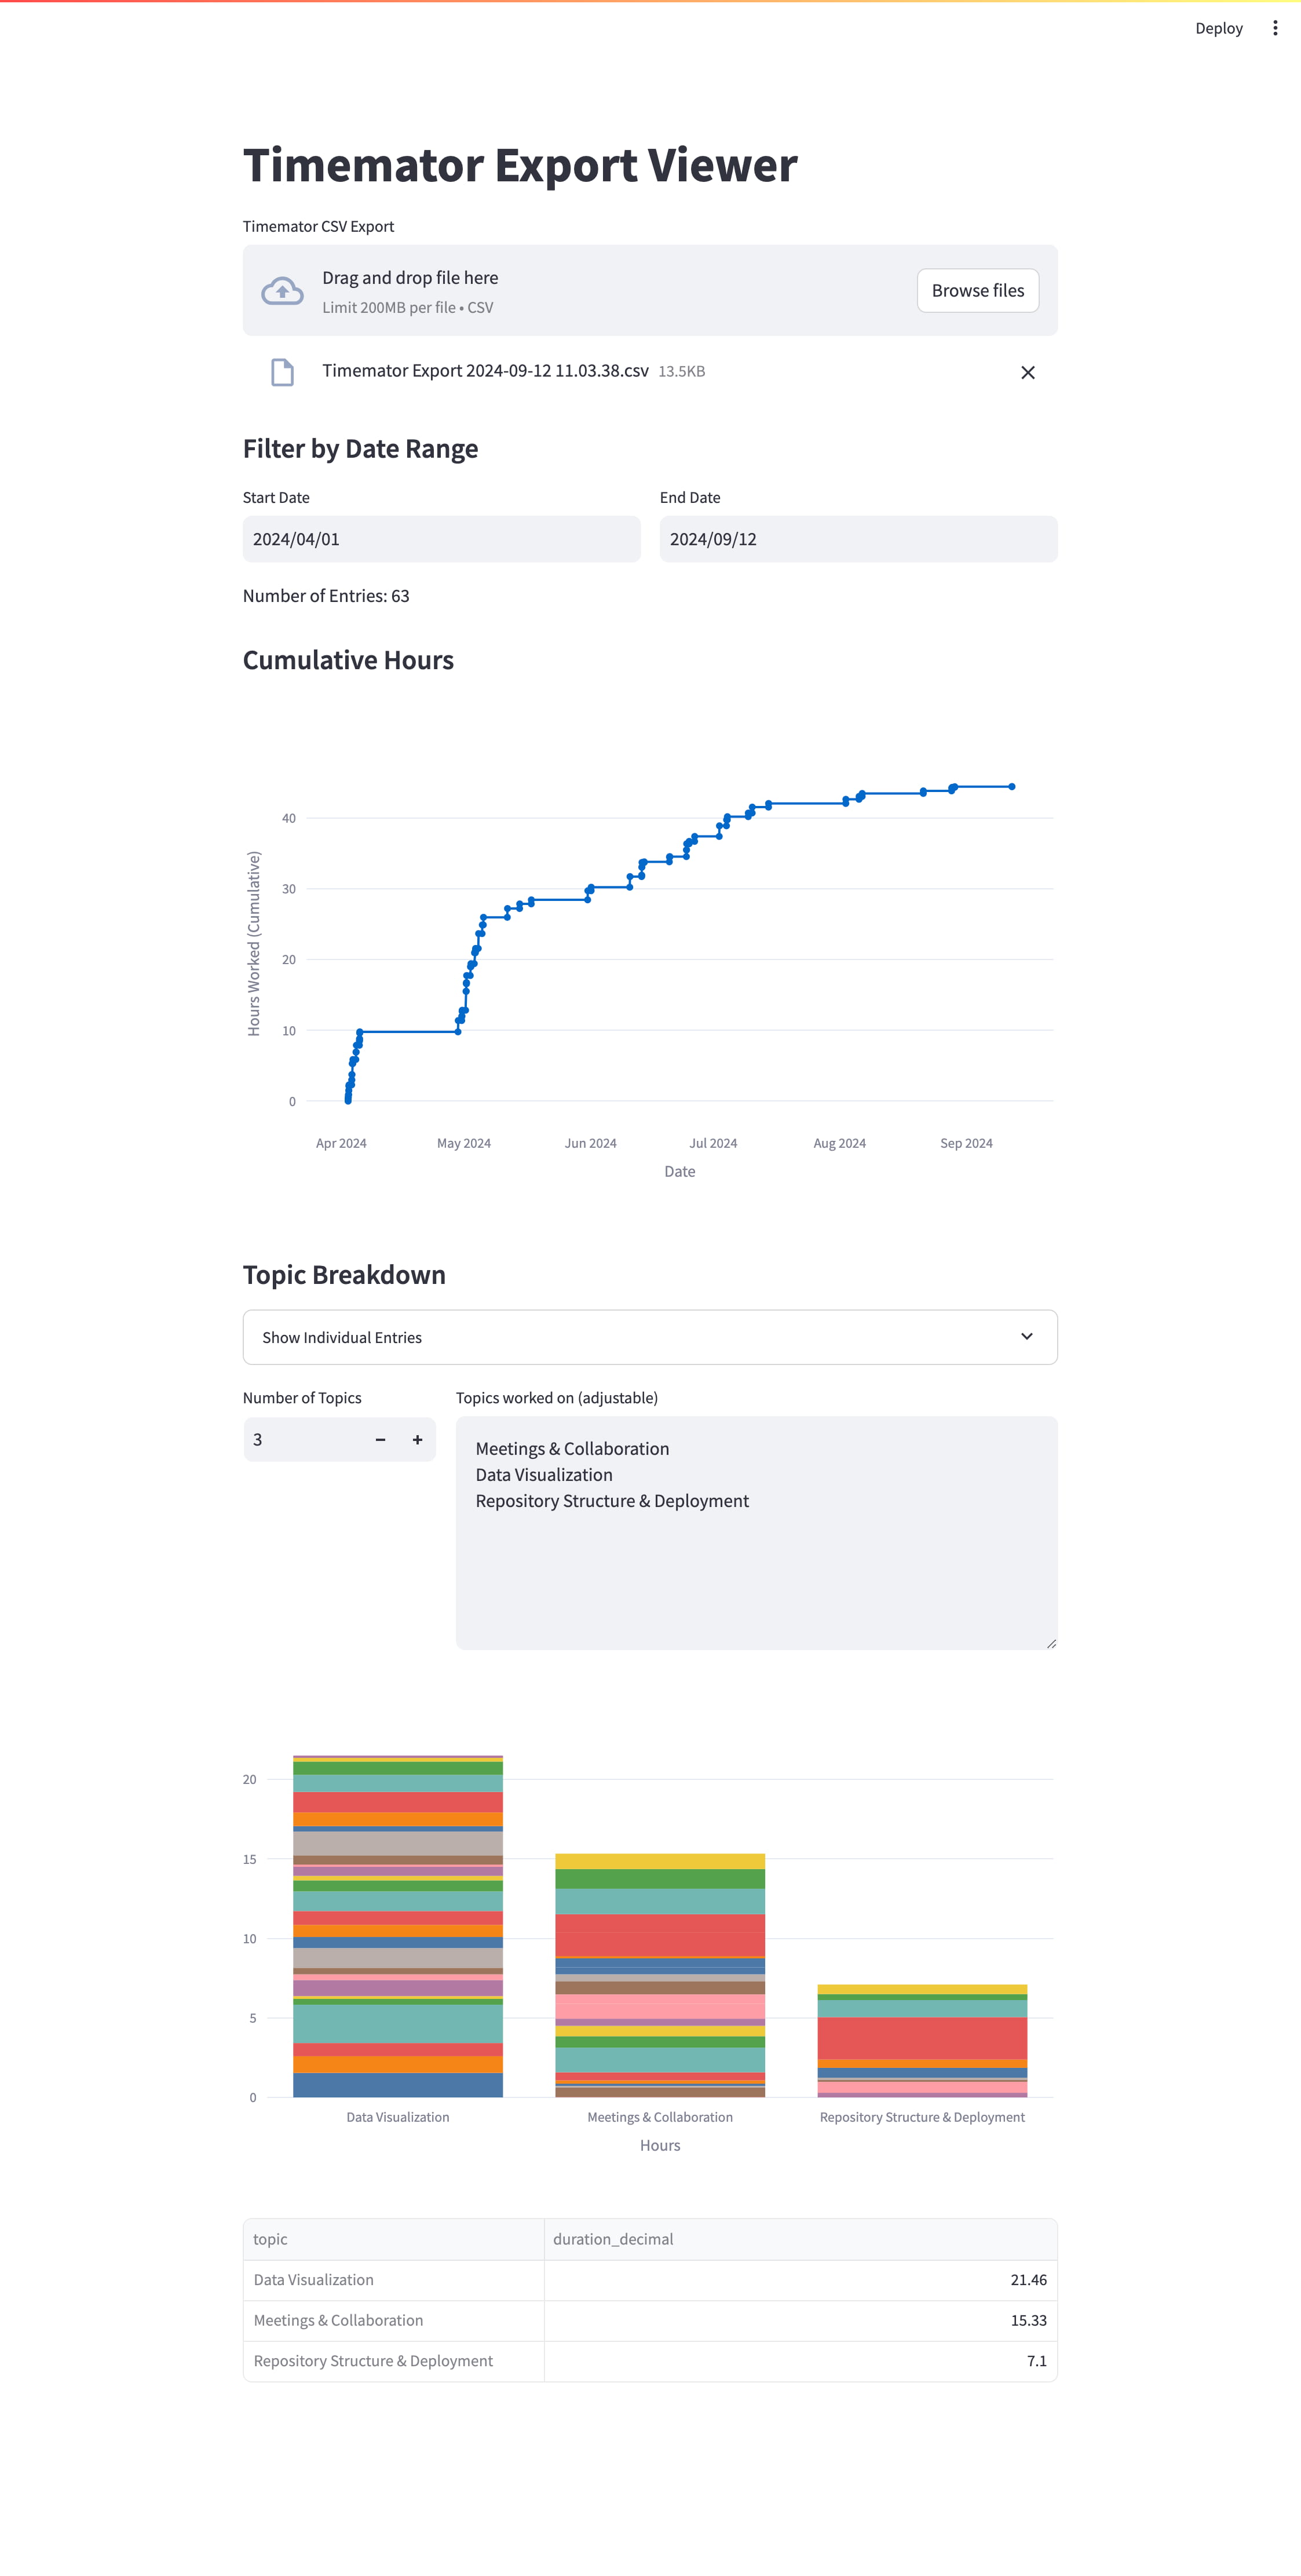 Deploy
Timemator Export Viewer
Timemator CSV Export
Drag and drop file here
Limit 200MB per file • CSV
Browse files
Timemator Export 2024-09-12 11.03.38.csv 13.5KB
Filter by Date Range
Start Date
End Date
2024/04/01
2024/09/12
Number of Entries: 63
Cumulative Hours
Hours Worked (Cumulative)
40
30
20
10
0
Apr 2024
May 2024
Jun 2024
Jul 2024
Aug 2024
Sep 2024
Date
Topic Breakdown
Show Individual Entries
Number of Topics
Topics worked on (adjustable)
3
Meetings & Collaboration
Data Visualization
Repository Structure & Deployment
20
15
10
5
0
Data Visualization
Meetings & Collaboration
Repository Structure & Deployment
Hours
topic duration_decimal
Data Visualization 21.46
Meetings & Collaboration 15.33
Repository Structure & Deployment 7.1